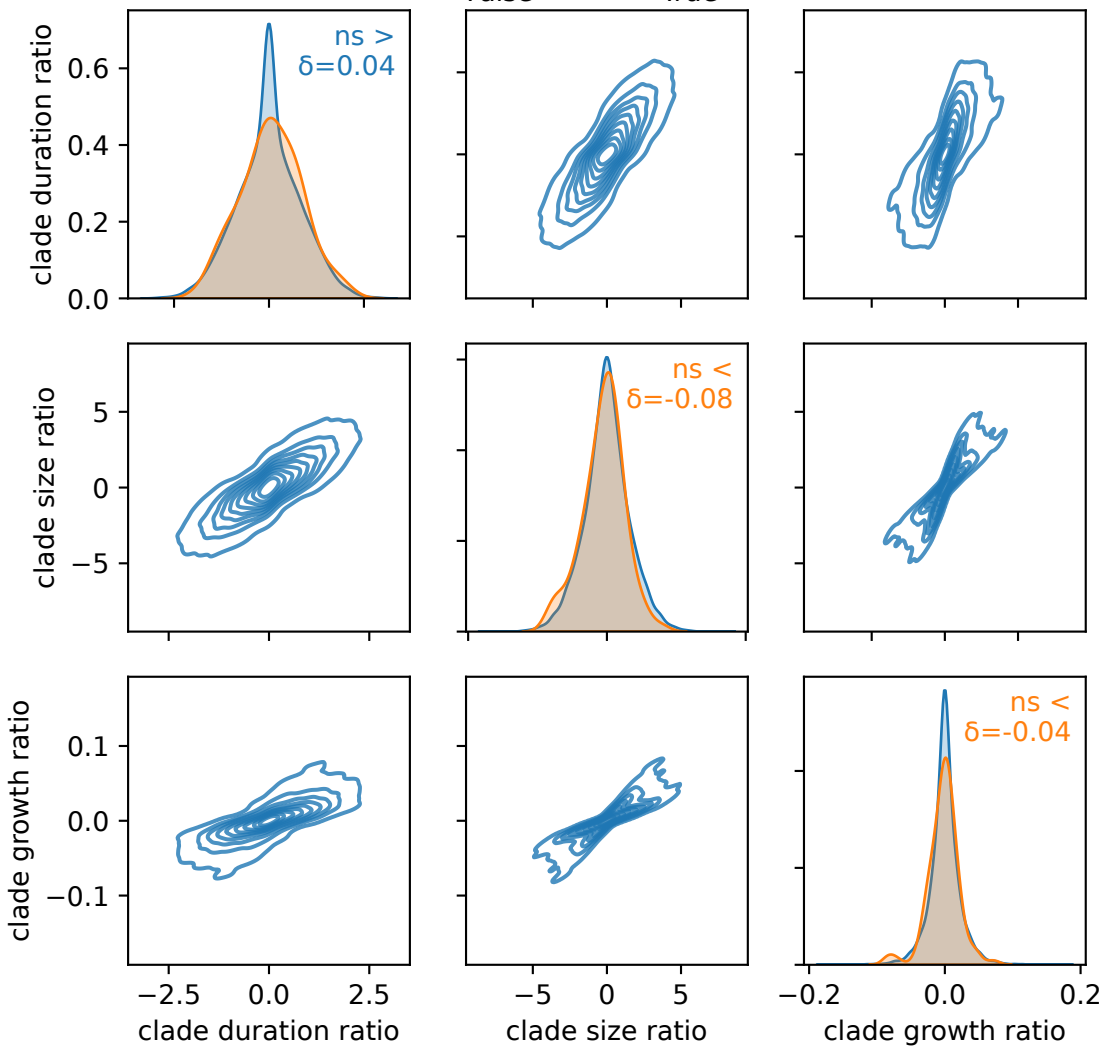 clade duration ratio
0.6
0.4
0.2
0.0
ns >
δ=0.04
clade size ratio
5
0
−5
ns <
δ=-0.08
clade growth ratio
0.1
0.0
−0.1
ns <
δ=-0.04
−2.5 0.0 2.5
−5 0 5
−0.2 0.0 0.2
clade duration ratio
clade size ratio
clade growth ratio